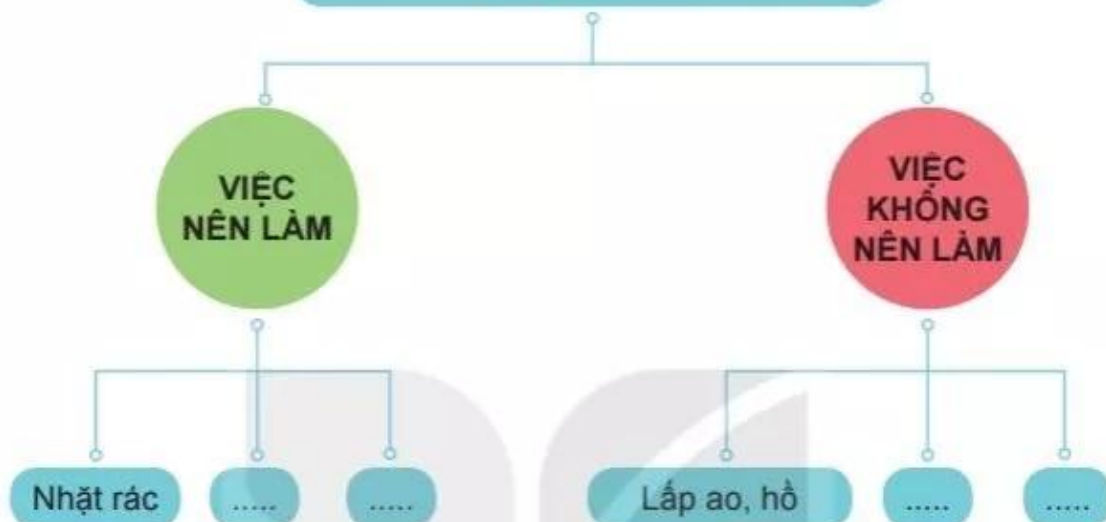 VIỆC
NÊN LÀM
VIỆC
KHÔNG
NÊN LÀM
Nhặt rác
.....
.....
Lấp ao, hồ
.....
.....